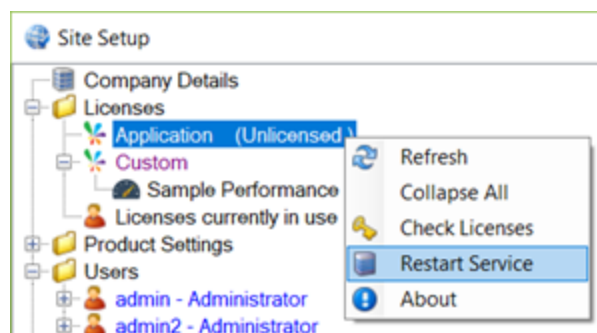 Site Setup
Company Details
Licenses
Application (Unlicensed)
Custom
Sample Performance
Licenses currently in use
Product Settings
Users
admin - Administrator
admin2 - Administrator
Refresh
Collapse All
Check Licenses
Restart Service
About